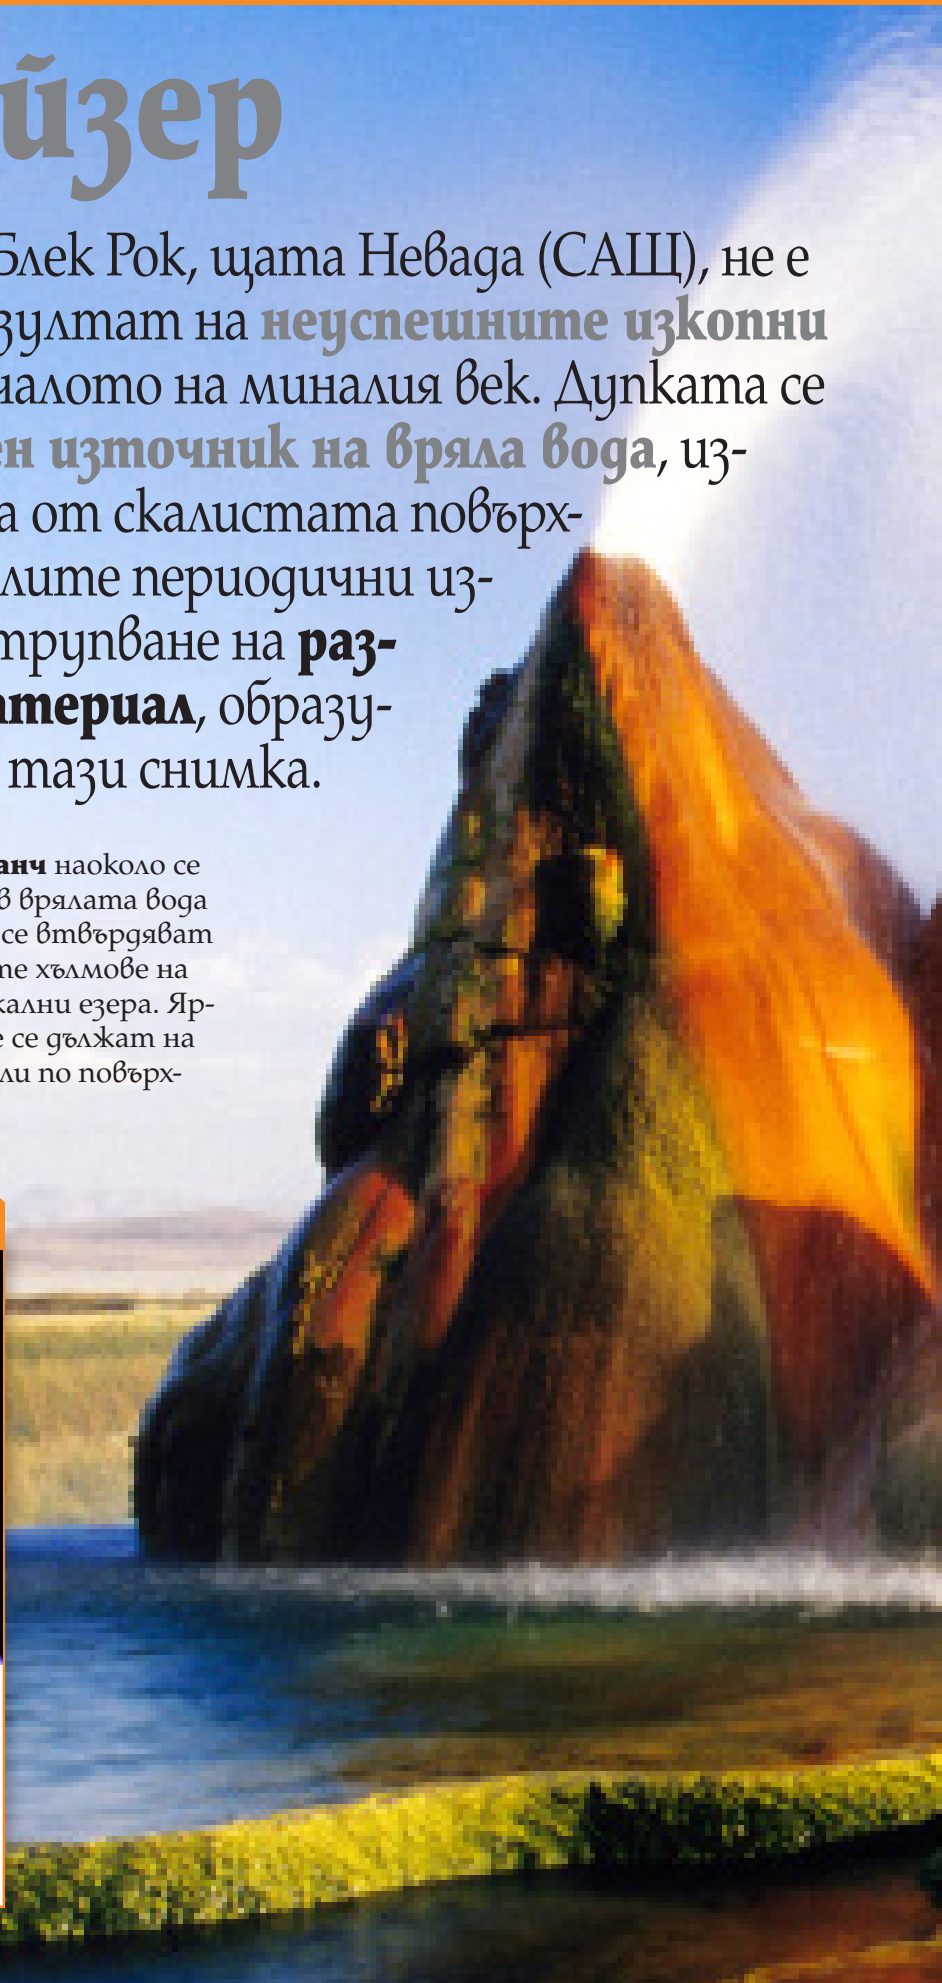 йзер
Блек Рок, щата Невада (САЩ), не е
зултат на неуспешните изкопни
чалото на миналия век. Дупката се
ен източник на вряла вода, из-
а от скалистата повърх-
лите периодични из-
трупване на раз-
атериал, образу-
тази снимка.
анч наоколо се
в врялата вода
се втвърдяват
те хълмове на
кални езера. Яр-
е се дължат на
ли по повърх-